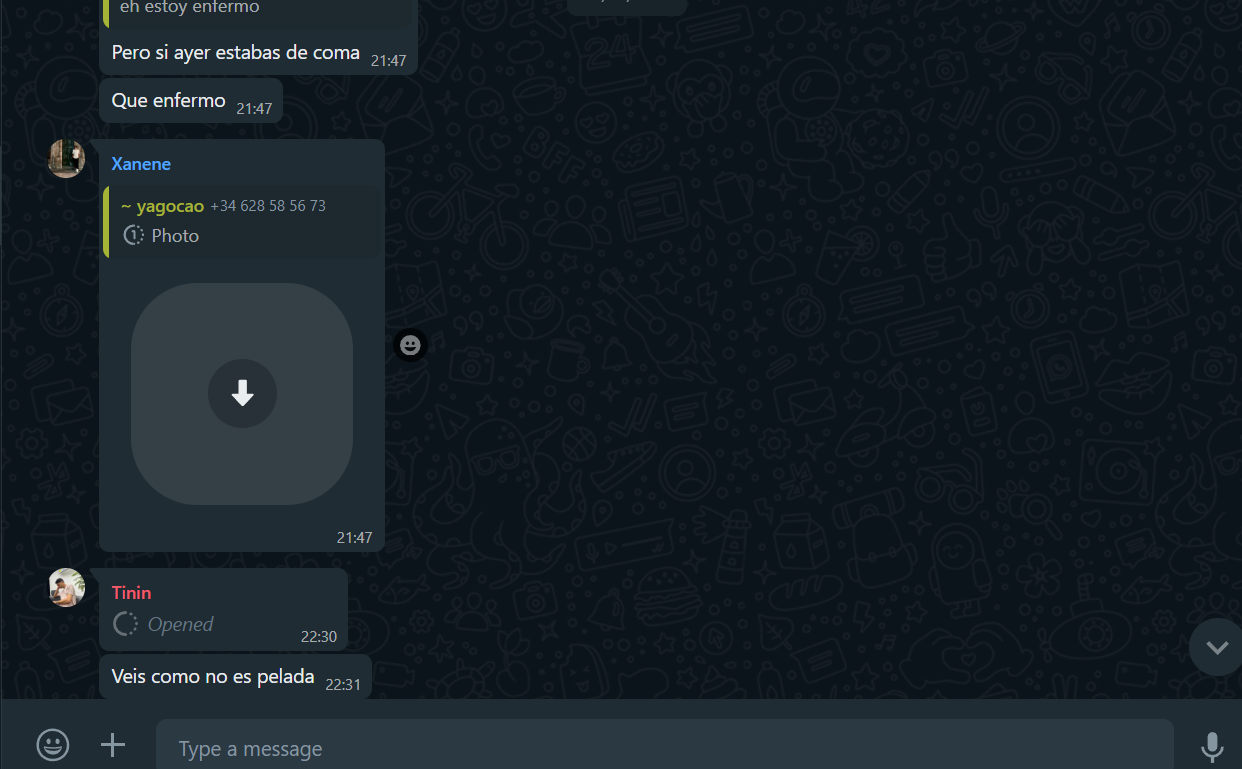 eh estoy enfermo
Pero si ayer estabas de coma 21:47
Que enfermo 21:47
Xanene
~ yagocao +34 628 58 56 73
1 Photo
21:47
Tinin
Opened
22:30
Veis como no es pelada 22:31
Type a message